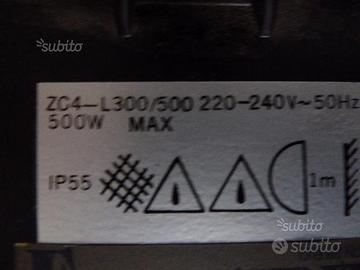 subito
ZC4-L300/500 220-240V~50Hz
500W MAX
IP55
1m
subito
subito